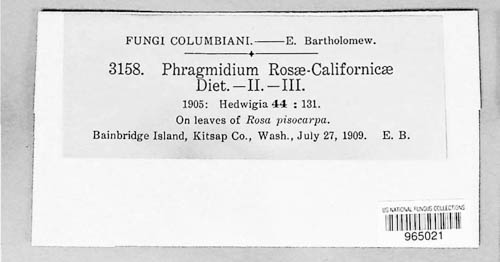 FUNGI COLUMBIANI.——E. Bartholomew.
3158. Phragmidium Rosæ-Californicæ
Diet.—II.—III.
1905: Hedwigia 44 : 131.
On leaves of Rosa pisocarpa.
Bainbridge Island, Kitsap Co., Wash., July 27, 1909. E. B.
US NATIONAL FUNGUS COLLECTIONS
965021